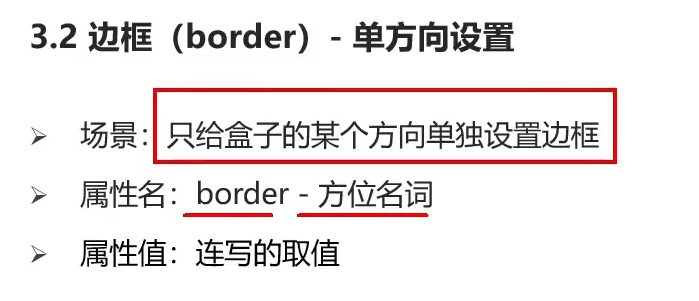 3.2 边框（border）- 单方向设置
➢ 场景：只给盒子的某个方向单独设置边框
➢ 属性名：border - 方位名词
➢ 属性值：连写的取值